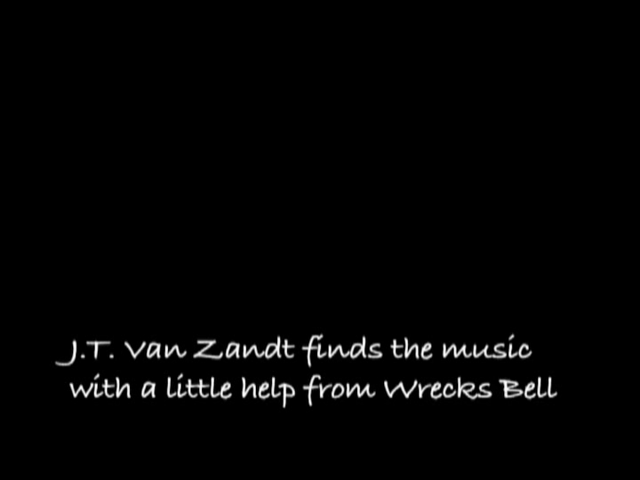 J.T. Van Zandt finds the music
with a little help from Wrecks Bell